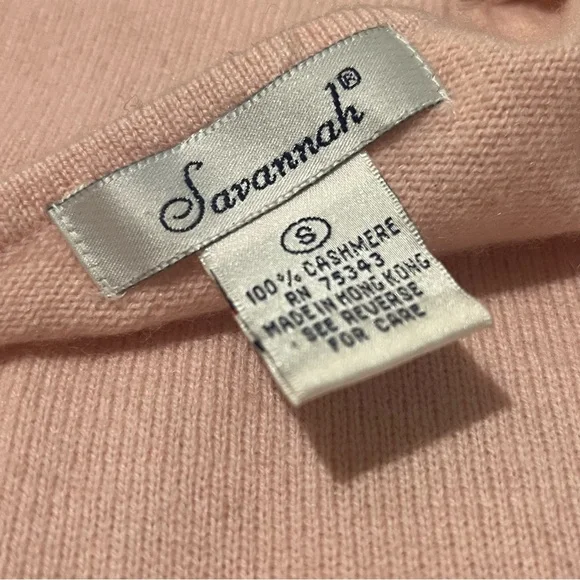 Savannah®
S
100% CASHMERE
RN 75343
MADE IN HONG KONG
SEE REVERSE
FOR CARE